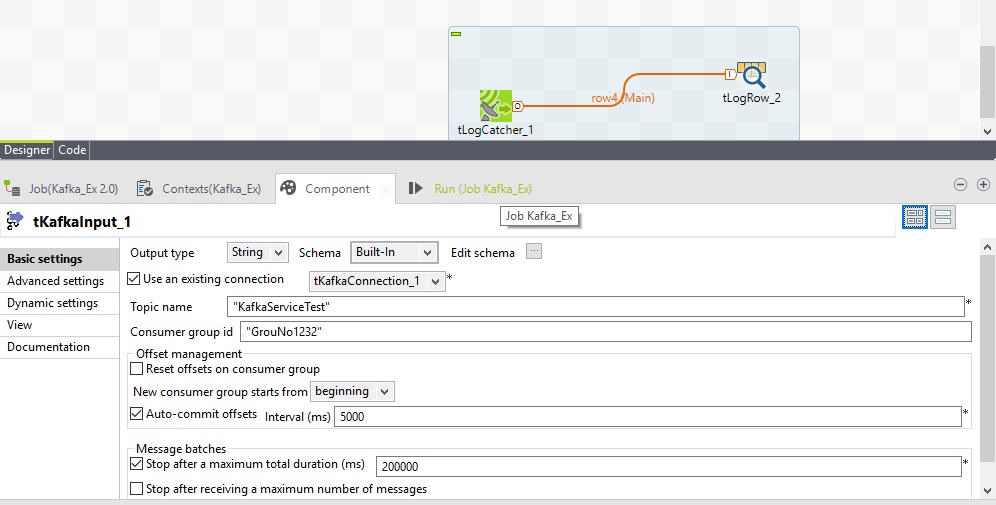 row4 (Main)
tLogRow_2
tLogCatcher_1
Designer Code
Job(Kafka_Ex 2.0) Contexts(Kafka_Ex) Component Run (Job Kafka_Ex)
Job Kafka_Ex
tKafkaInput_1
Basic settings
Advanced settings
Dynamic settings
View
Documentation
Output type String Schema Built-In Edit schema ...
Use an existing connection tKafkaConnection_1 *
Topic name "KafkaServiceTest" *
Consumer group id "GrouNo1232"
Offset management
Reset offsets on consumer group
New consumer group starts from beginning
Auto-commit offsets Interval (ms) 5000 *
Message batches
Stop after a maximum total duration (ms) 200000 *
Stop after receiving a maximum number of messages